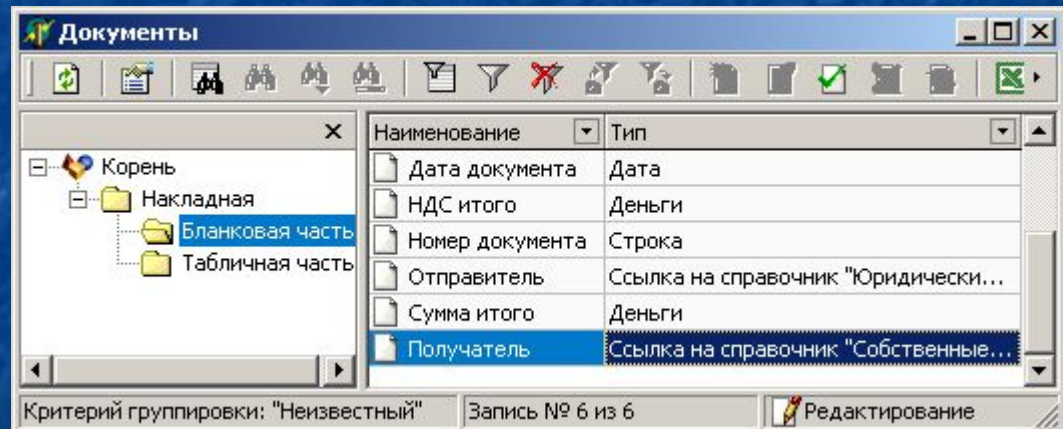 Документы
Наименование Тип
Корень
Накладная
Бланковая часть
Табличная часть
Дата документа Дата
НДС итого Деньги
Номер документа Строка
Отправитель Ссылка на справочник "Юридически...
Сумма итого Деньги
Получатель Ссылка на справочник "Собственные...
Критерий группировки: "Неизвестный" Запись № 6 из 6 Редактирование